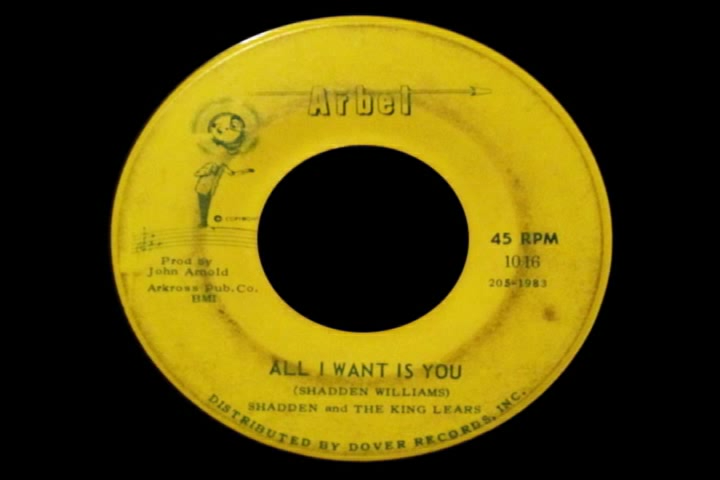 Arbel
© COPYRIGHT
Prod by
John Arnold
Arkross Pub. Co.
BMI
45 RPM
1016
205-1983
ALL I WANT IS YOU
(SHADDEN WILLIAMS)
SHADDEN and THE KING LEARS
DISTRIBUTED BY DOVER RECORDS, INC.